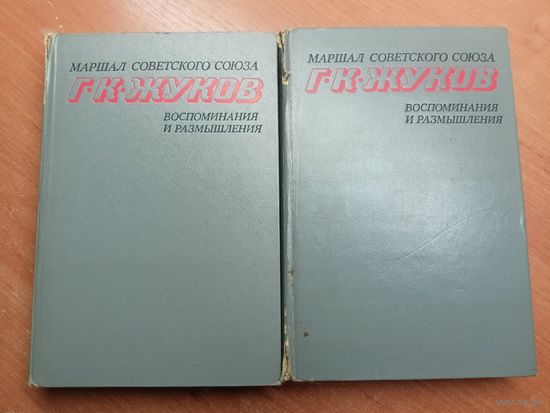 МАРШАЛ СОВЕТСКОГО СОЮЗА
Г·К·ЖУКОВ
ВОСПОМИНАНИЯ
И РАЗМЫШЛЕНИЯ
МАРШАЛ СОВЕТСКОГО СОЮЗА
Г·К·ЖУКОВ
ВОСПОМИНАНИЯ
И РАЗМЫШЛЕНИЯ